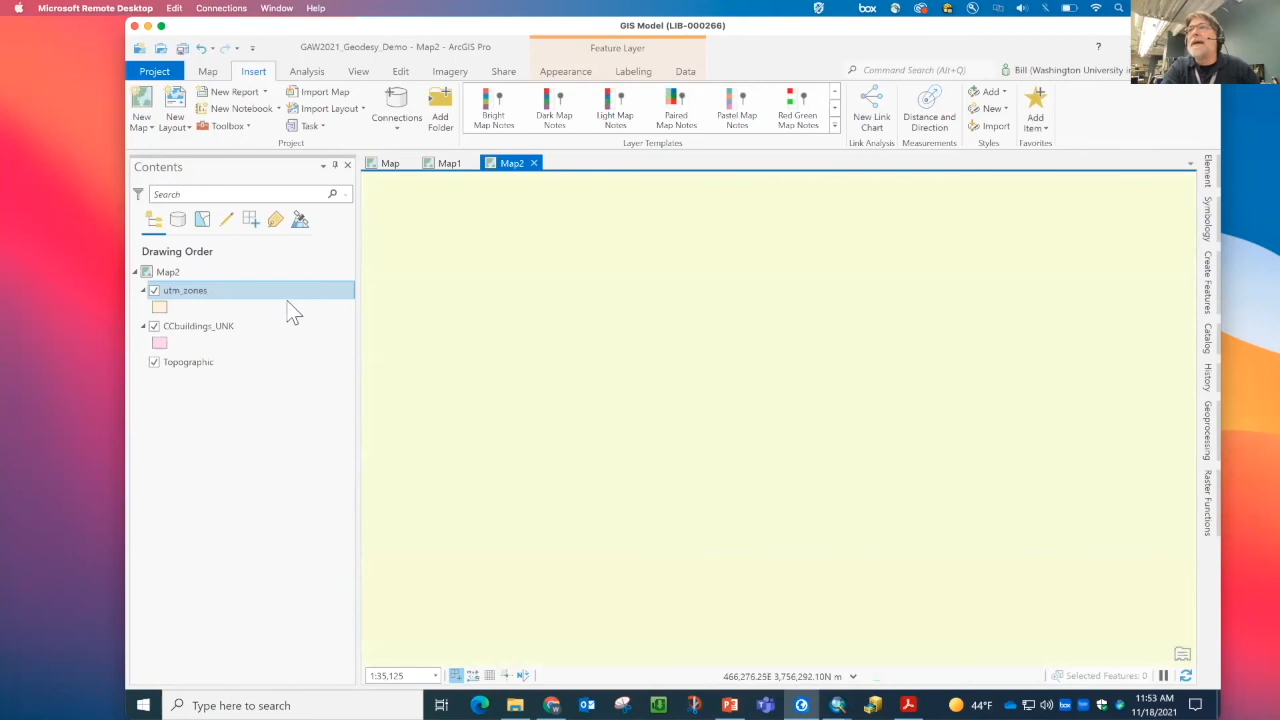 Microsoft Remote Desktop Edit Connections Window Help
box
GIS Model (LIB-000266)
GAW2021_Geodesy_Demo - Map2 - ArcGIS Pro
Feature Layer
?
Project Map Insert Analysis View Edit Imagery Share Appearance Labeling Data
Command Search (Alt+Q)
Bill (Washington University in
New Map
New Layout
New Report
New Notebook
Toolbox
Import Map
Import Layout
Task
Connections
Add Folder
Project
Bright Map Notes
Dark Map Notes
Light Map Notes
Paired Map Notes
Pastel Map Notes
Red Green Map Notes
Layer Templates
New Link Chart
Link Analysis
Distance and Direction
Measurements
Add
New
Import
Styles
Add Item
Favorites
Contents
Search
Drawing Order
Map2
utm_zones
CCbuildings_UNK
Topographic
Map
Map1
Map2
Element
Symbology
Create Features
Catalog
History
Geoprocessing
Raster Functions
1:35,125
466,276.25E 3,756,292.10N m
Selected Features: 0
Type here to search
44°F
11:53 AM
11/18/2021